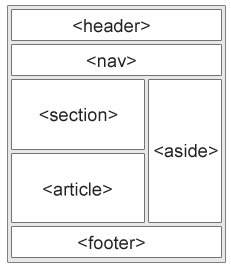 <header>
<nav>
<section>
<aside>
<article>
<footer>